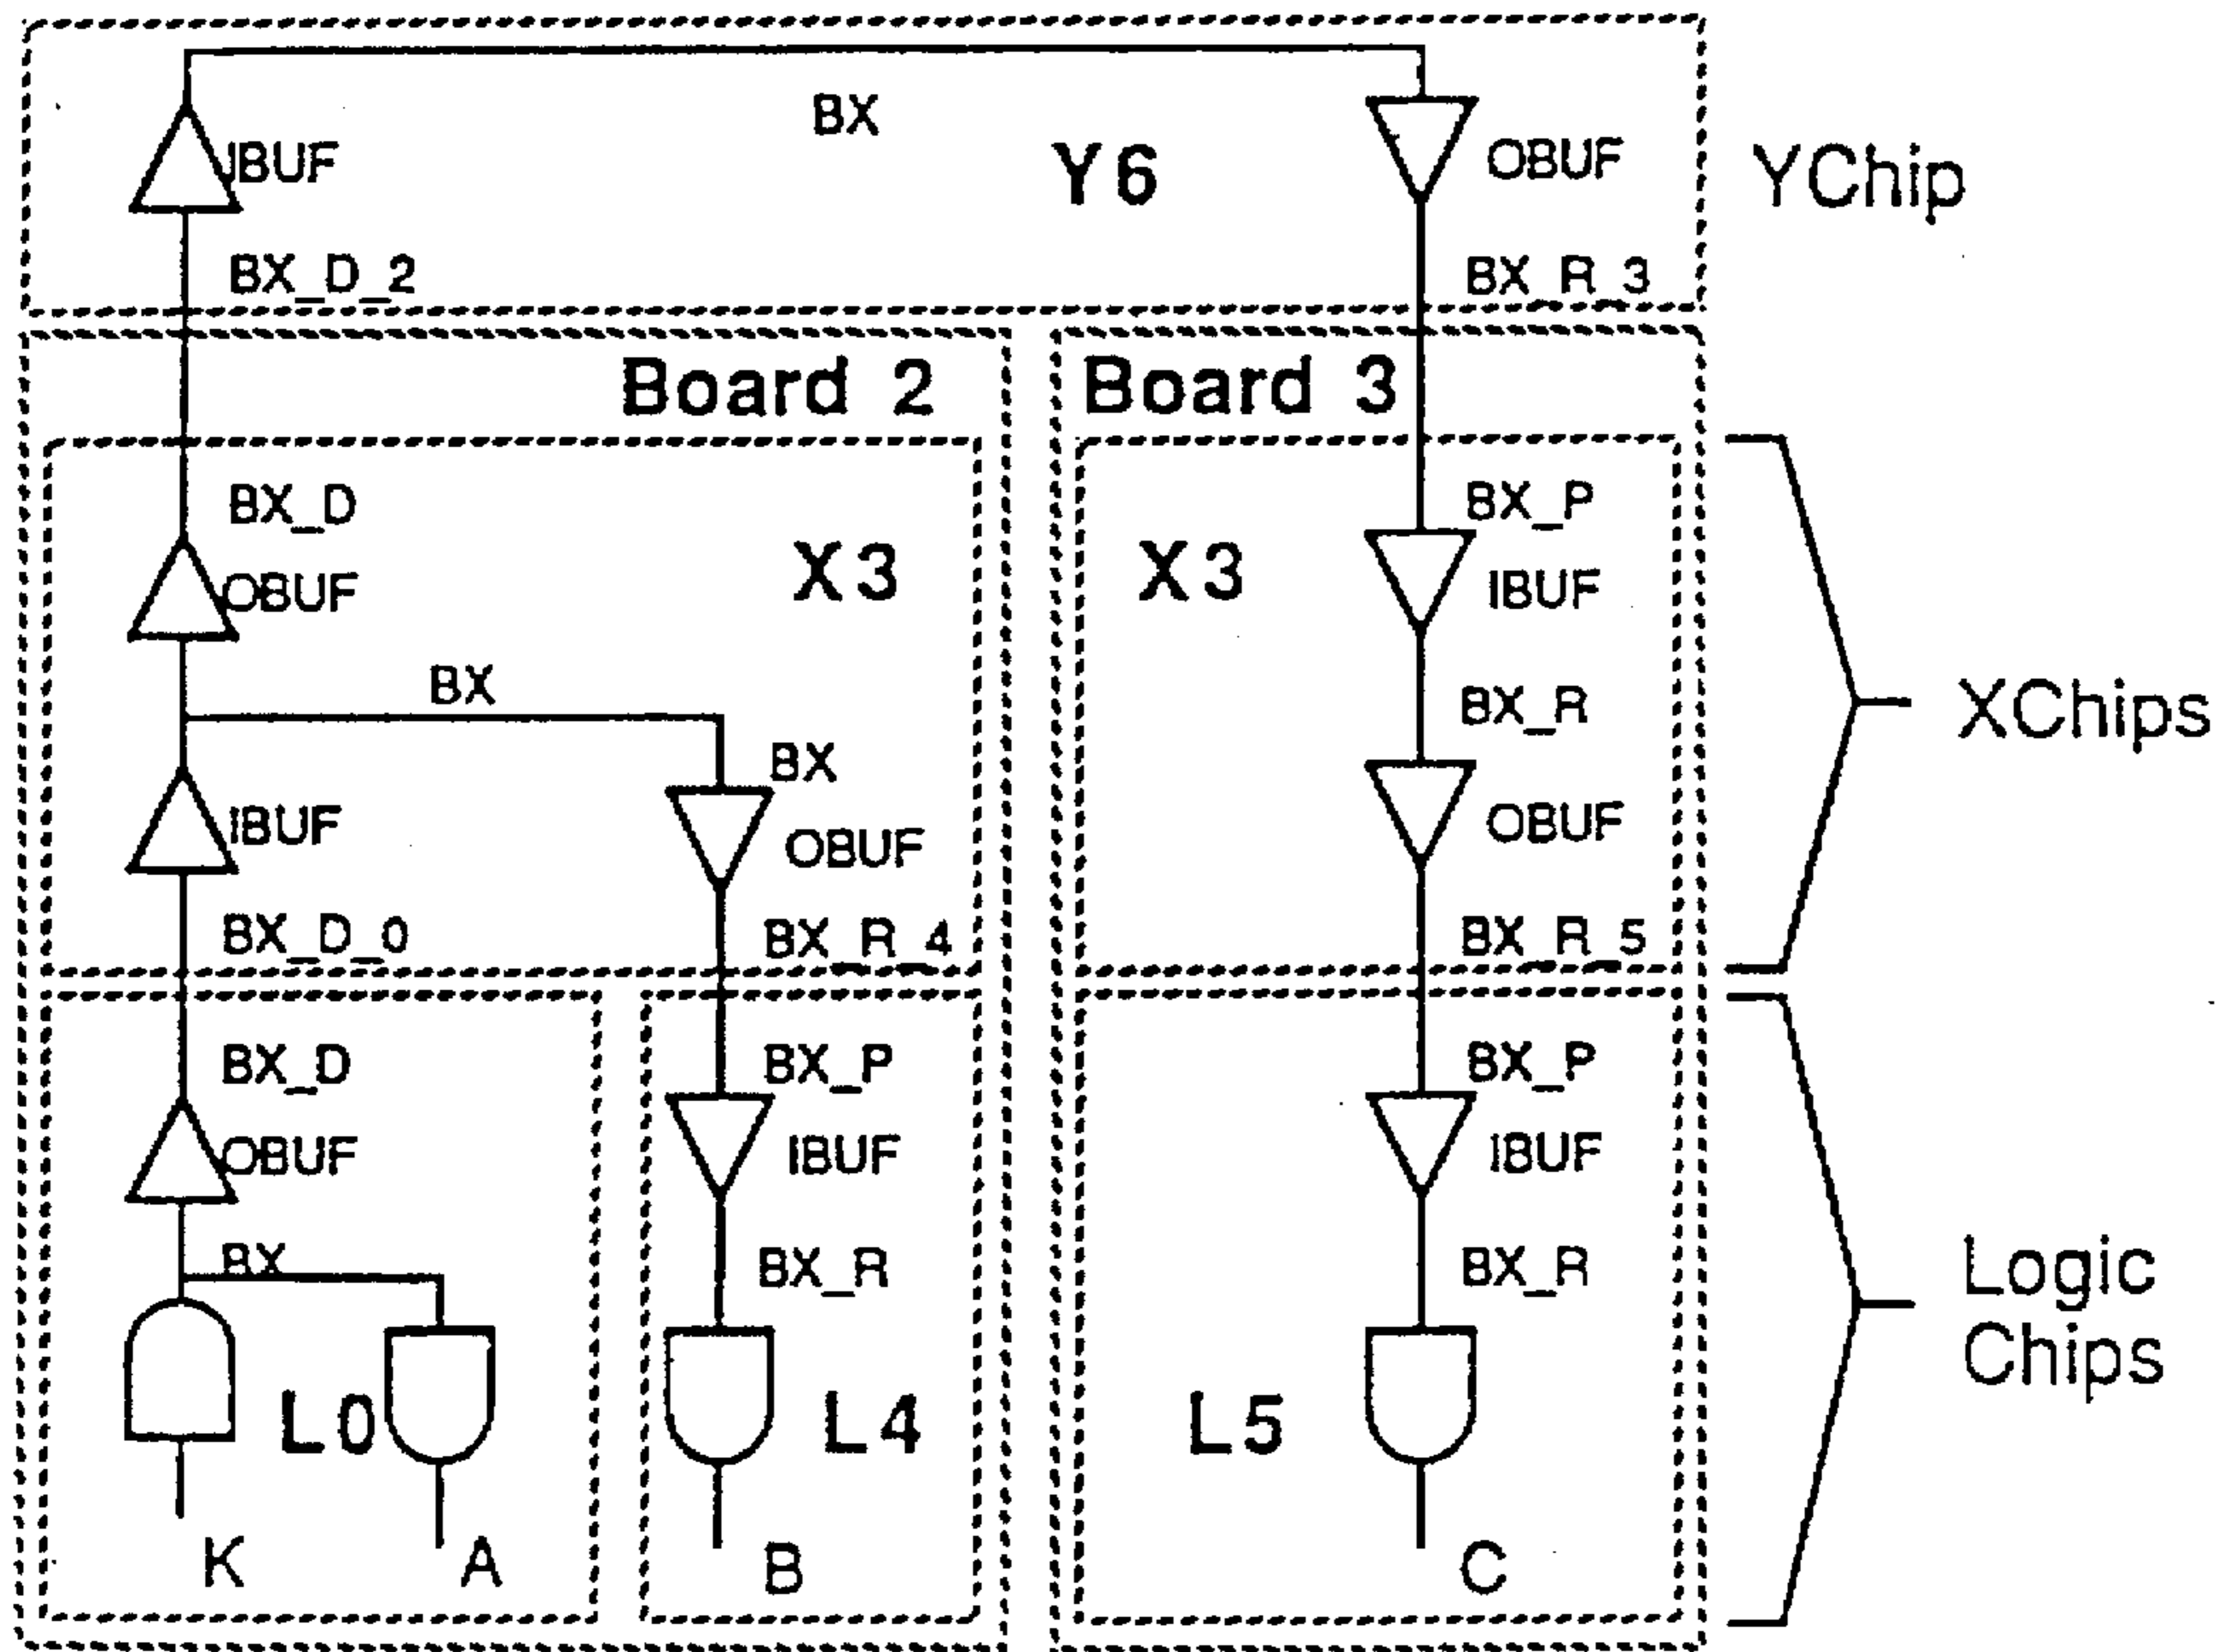 BX
IBUF
Y6
OBUF
YChip
BX_D_2
BX_R_3
Board 2
Board 3
BX_D
BX_P
X3
X3
OBUF
IBUF
BX
BX_R
XChips
BX
IBUF
OBUF
OBUF
BX_D_0
BX_R_4
BX_R_5
BX_D
BX_P
BX_P
OBUF
IBUF
IBUF
BX
BX_R
BX_R
Logic
Chips
L0
L4
L5
K
A
B
C